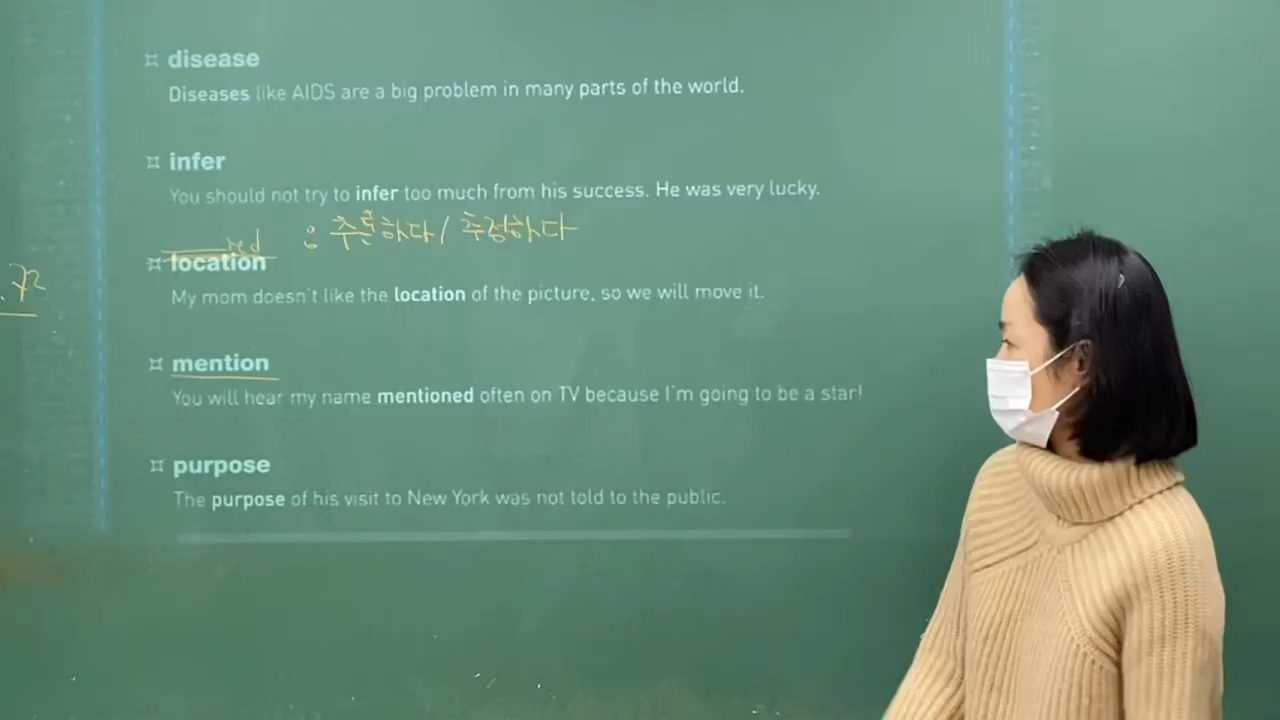 disease
Diseases like AIDS are a big problem in many parts of the world.
infer
You should not try to infer too much from his success. He was very lucky.
red : 추론하다/ 추정하다
location
My mom doesn't like the location of the picture, so we will move it.
mention
You will hear my name mentioned often on TV because I'm going to be a star!
purpose
The purpose of his visit to New York was not told to the public.